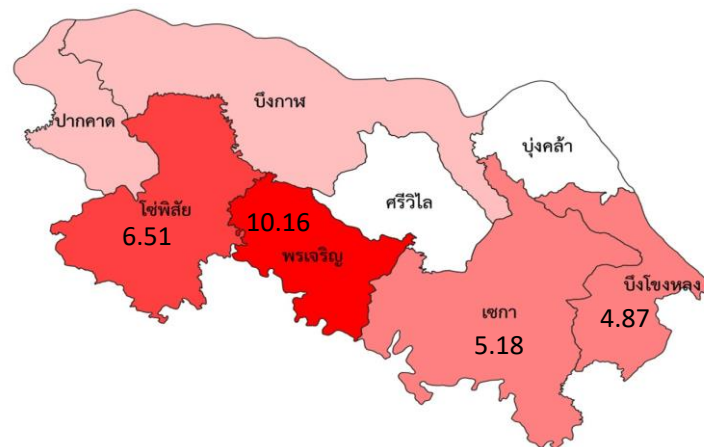 บึงกาฬ
ปากคาด
บุ่งคล้า
ศรีวิไล
โซ่พิสัย
6.51
10.16
พรเจริญ
บึงโขงหลง
4.87
เซกา
5.18